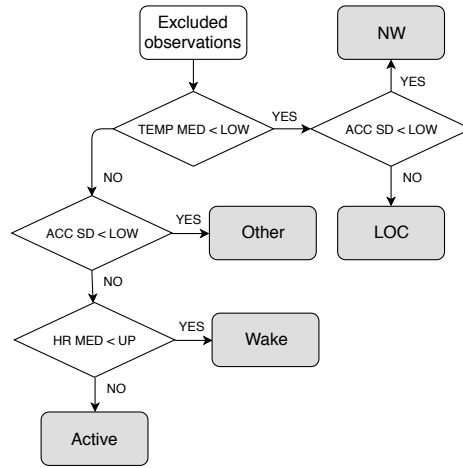 Excluded
observations
NW
YES
TEMP MED < LOW
YES
ACC SD < LOW
NO
NO
ACC SD < LOW
YES
Other
LOC
NO
HR MED < UP
YES
Wake
NO
Active